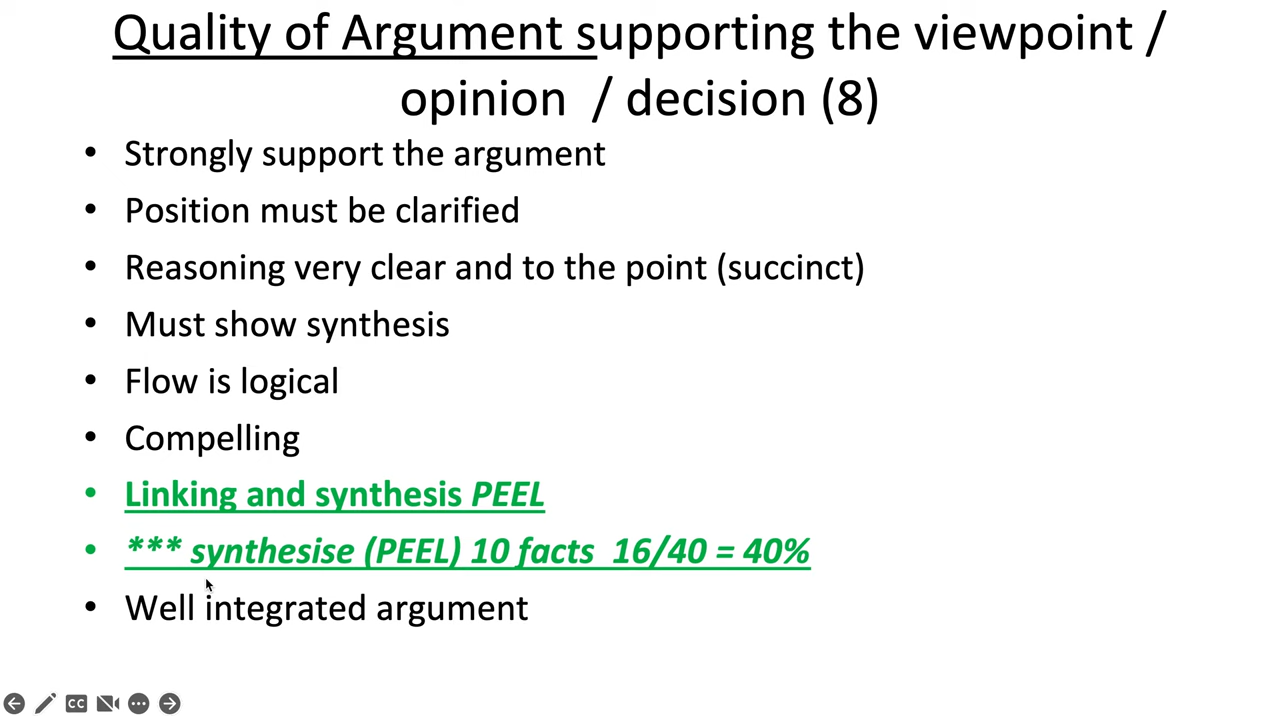 Quality of Argument supporting the viewpoint /
opinion / decision (8)
• Strongly support the argument
• Position must be clarified
• Reasoning very clear and to the point (succinct)
• Must show synthesis
• Flow is logical
• Compelling
• Linking and synthesis PEEL
• *** synthesise (PEEL) 10 facts 16/40 = 40%
• Well integrated argument
CC